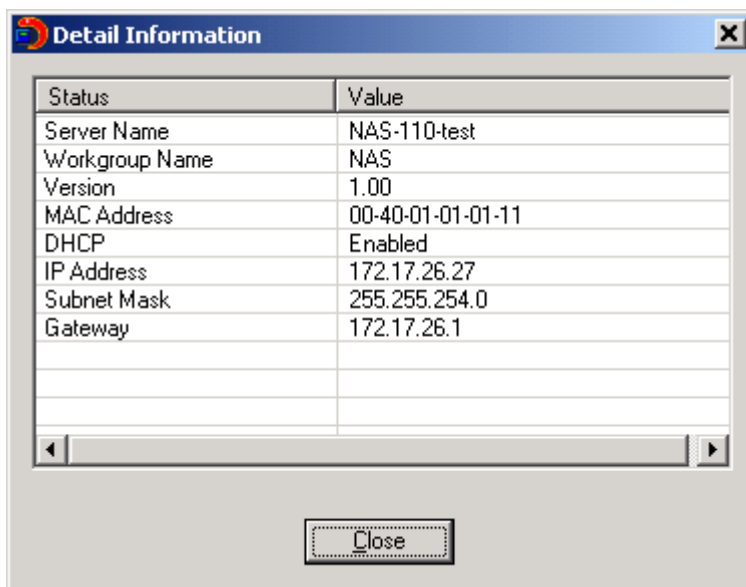 Detail Information
Status Value
Server Name NAS-110-test
Workgroup Name NAS
Version 1.00
MAC Address 00-40-01-01-01-11
DHCP Enabled
IP Address 172.17.26.27
Subnet Mask 255.255.254.0
Gateway 172.17.26.1
Close